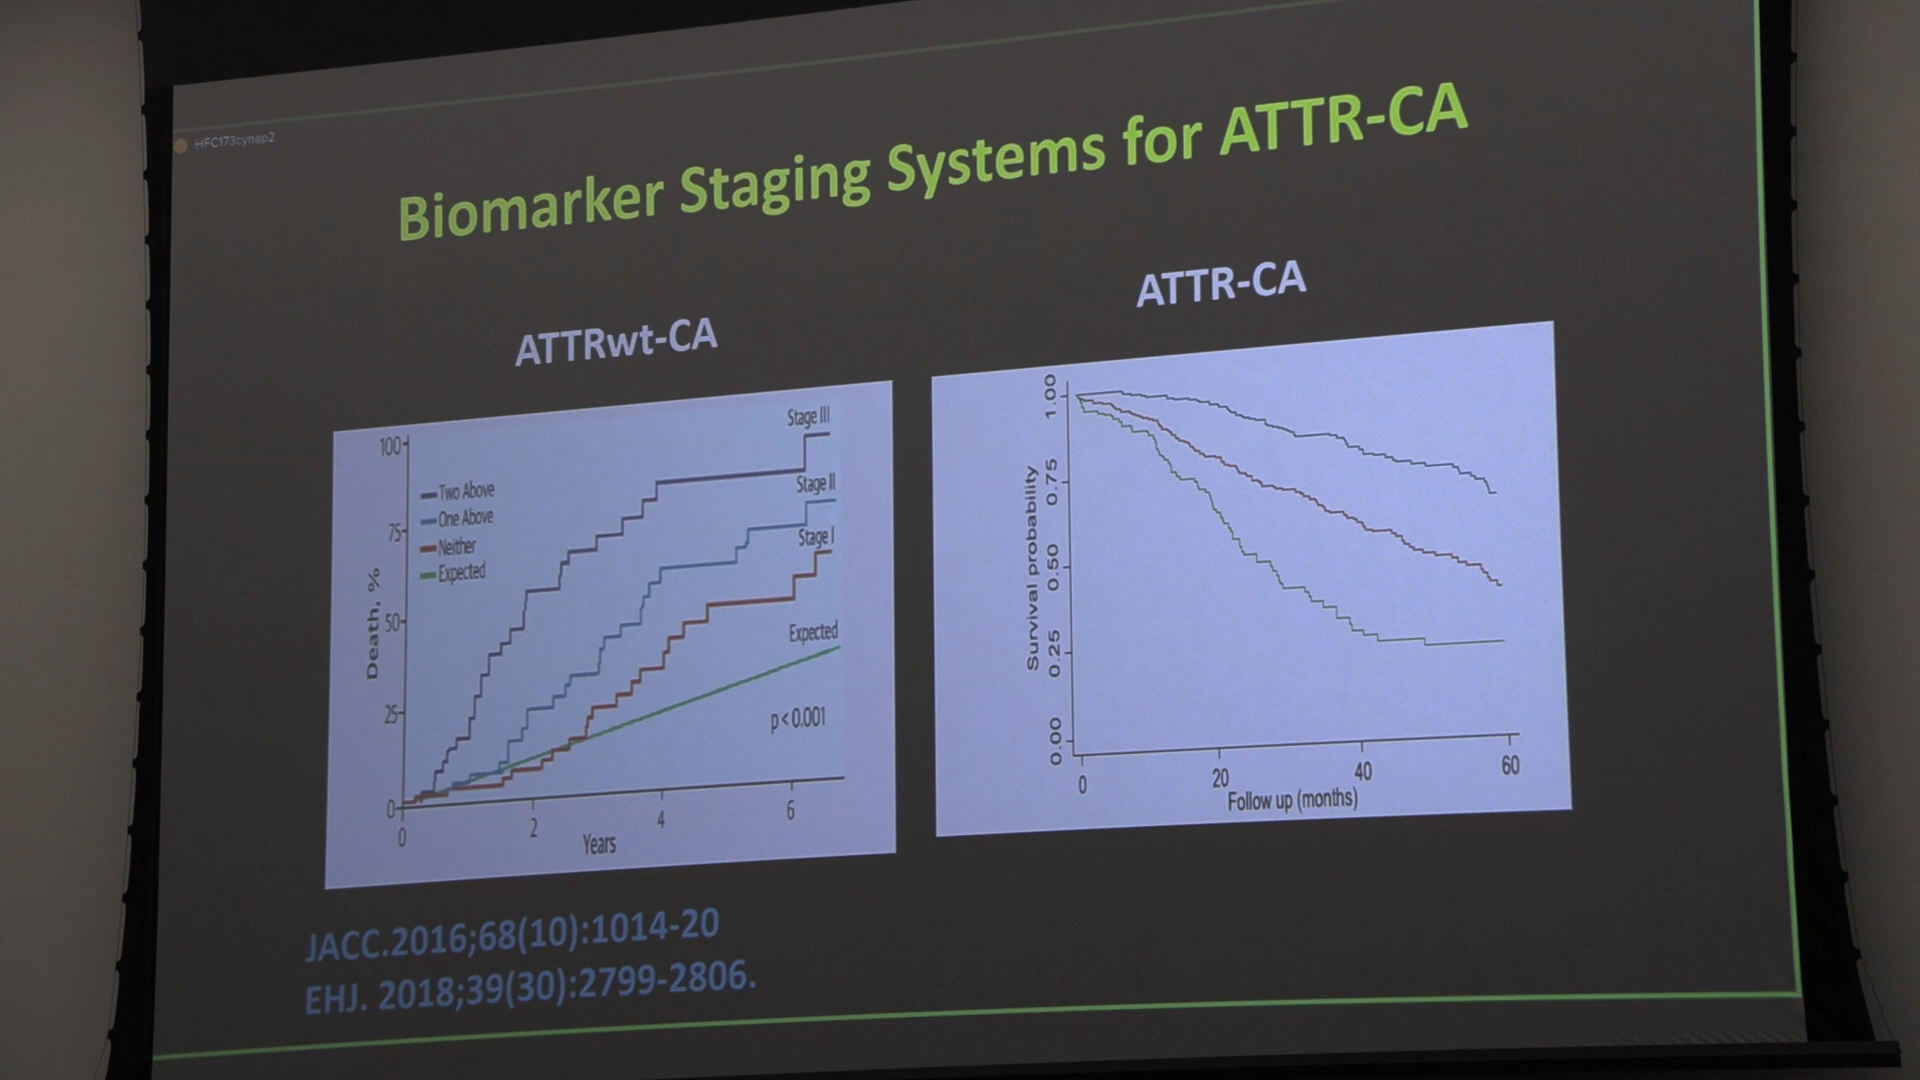 HFC173cynap2
Biomarker Staging Systems for ATTR-CA
ATTRwt-CA
ATTR-CA
Death, %
100
75
50
25
0
Two Above
One Above
Neither
Expected
Stage III
Stage II
Stage I
Expected
p < 0.001
0
2
4
6
Years
Survival probability
1.00
0.75
0.50
0.25
0.00
0
20
40
60
Follow up (months)
JACC.2016;68(10):1014-20
EHJ. 2018;39(30):2799-2806.